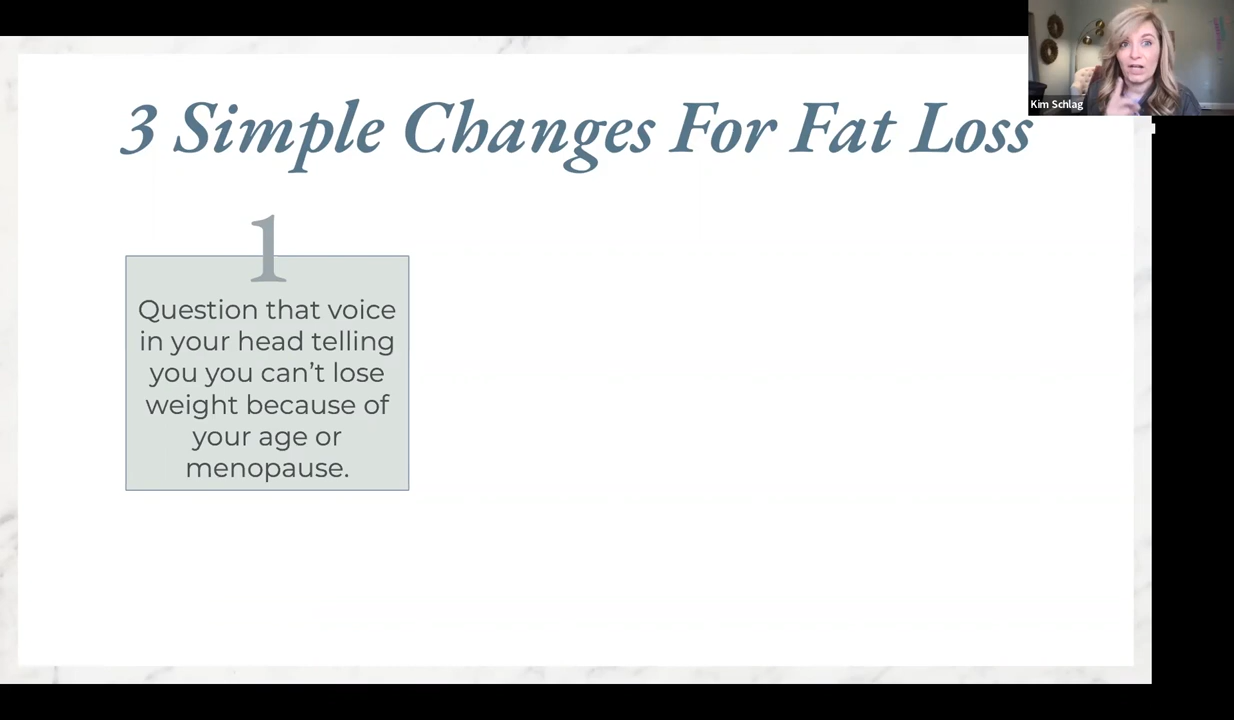 Kim Schlag
3 Simple Changes For Fat Loss
1
Question that voice
in your head telling
you you can’t lose
weight because of
your age or
menopause.